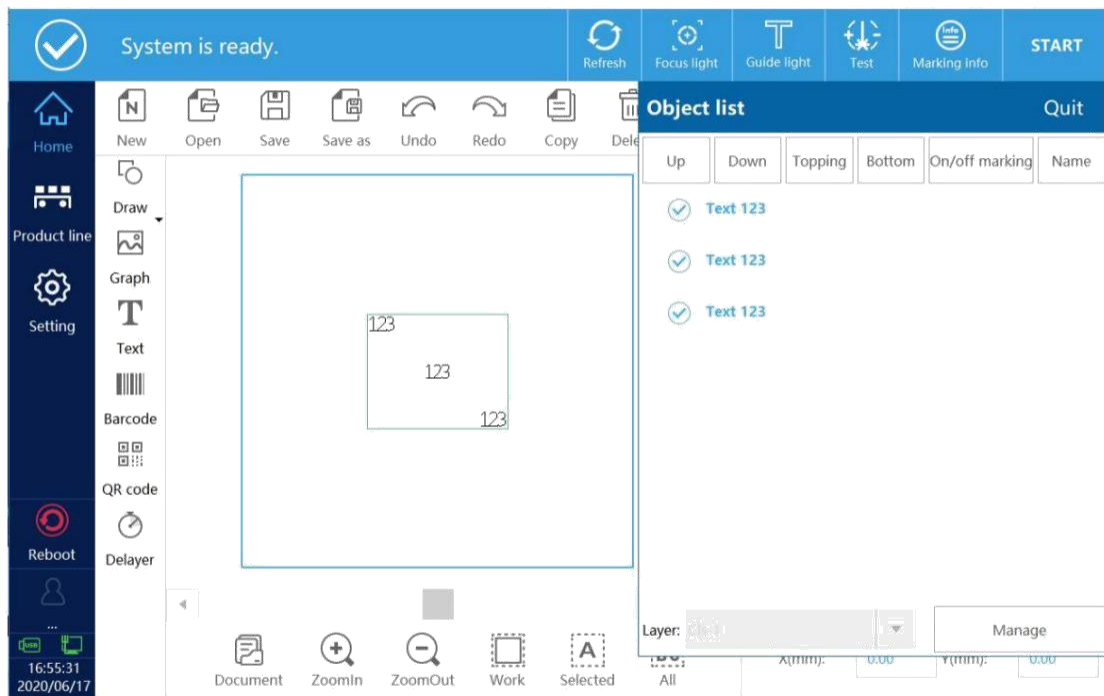 System is ready.
Refresh
Focus light
Guide light
Test
Info
Marking info
START
Home
Product line
Setting
Reboot
...
USB
16:55:31
2020/06/17
N
New
Open
Save
Save as
Undo
Redo
Copy
Dele
Draw
Graph
T
Text
Barcode
QR code
Delayer
123
123
123
Object list
Quit
Up
Down
Topping
Bottom
On/off marking
Name
Text 123
Text 123
Text 123
Layer:
Manage
Document
ZoomIn
ZoomOut
Work
A
Selected
All
X(mm):
0.00
Y(mm):
0.00